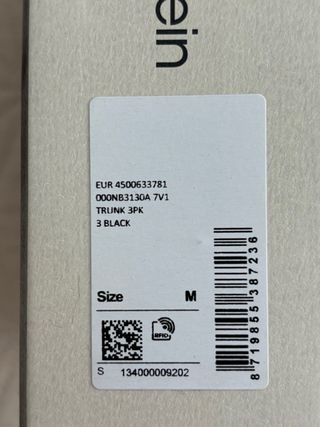 ein
EUR 4500633781
000NB3130A 7V1
TRUNK 3PK
3 BLACK
Size M
RFID
S 134000009202
8 719855 387236